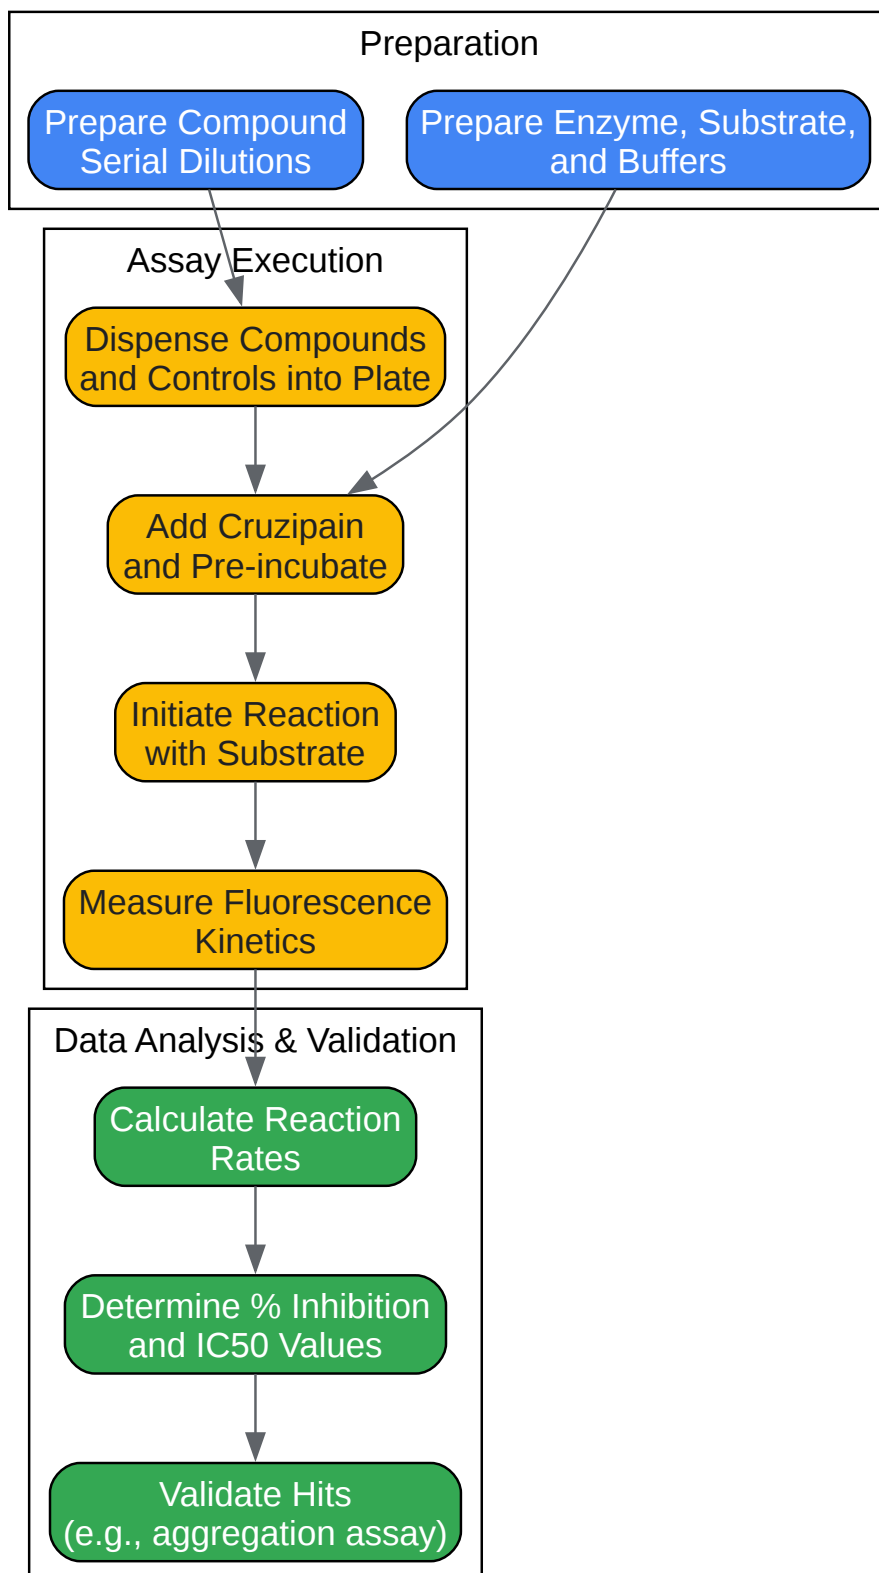 Preparation
Prepare Compound
Serial Dilutions
Prepare Enzyme, Substrate,
and Buffers
Assay Execution
Dispense Compounds
and Controls into Plate
Add Cruzipain
and Pre-incubate
Initiate Reaction
with Substrate
Measure Fluorescence
Kinetics
Data Analysis & Validation
Calculate Reaction
Rates
Determine % Inhibition
and IC50 Values
Validate Hits
(e.g., aggregation assay)